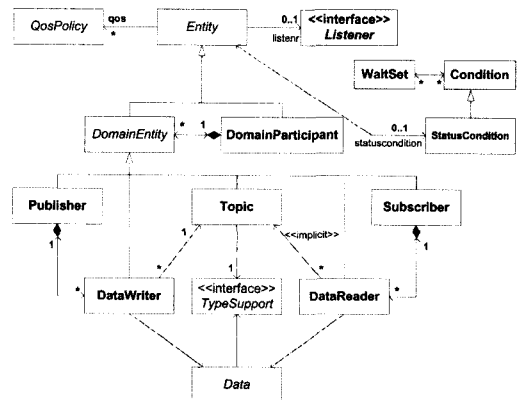 QosPolicy
qos
*
Entity
0..1
listenr
<<interface>>
Listener
WaitSet
*
*
Condition
DomainEntity
*
1
DomainParticipant
0..1
statuscondition
StatusCondition
Publisher
Topic
Subscriber
1
1
<<implicit>>
1
*
*
1
*
*
DataWriter
<<interface>>
TypeSupport
DataReader
Data